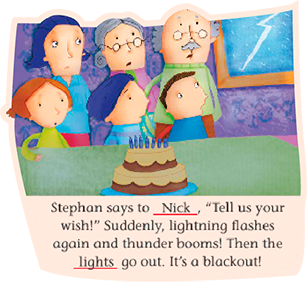 Stephan says to Nick, “Tell us your
wish!” Suddenly, lightning flashes
again and thunder booms! Then the
lights go out. It’s a blackout!